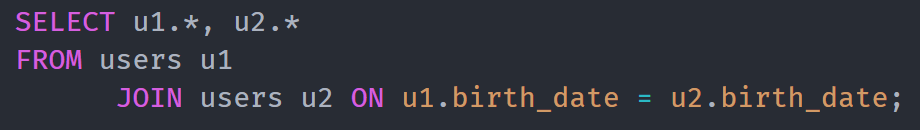 SELECT u1.*, u2.*
FROM users u1
JOIN users u2 ON u1.birth_date = u2.birth_date;